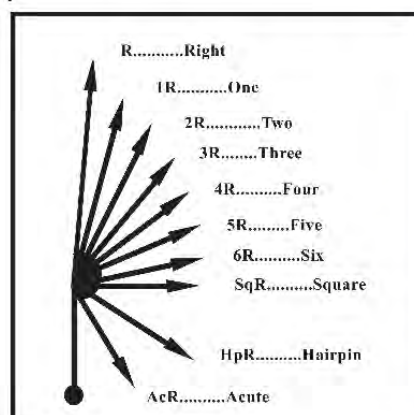 R...........Right
1R...........One
2R............Two
3R........Three
4R..........Four
5R..........Five
6R..........Six
SqR..........Square
HpR..........Hairpin
AcR.........Acute